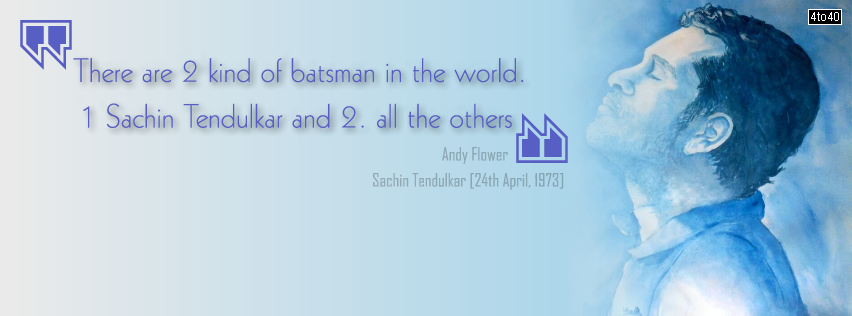 4to40
There are 2 kind of batsman in the world.
1 Sachin Tendulkar and 2. all the others
Andy Flower
Sachin Tendulkar [24th April, 1973]